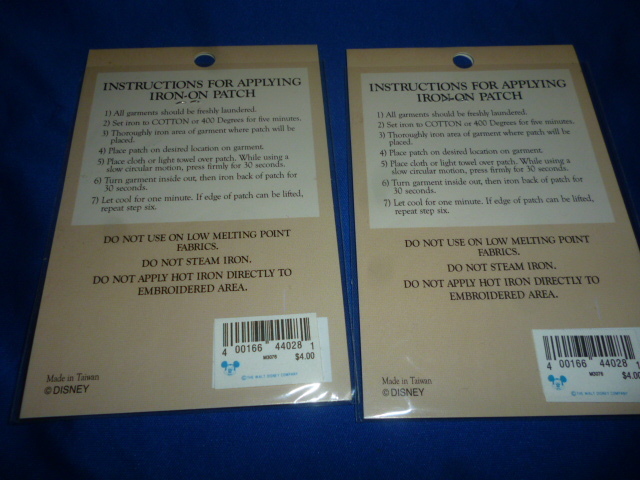 INSTRUCTIONS FOR APPLYING
IRON-ON PATCH
1) All garments should be freshly laundered.
2) Set iron to COTTON or 400 Degrees for five minutes.
3) Thoroughly iron area of garment where patch will be
placed.
4) Place patch on desired location on garment.
5) Place cloth or light towel over patch. While using a
slow circular motion, press firmly for 30 seconds.
6) Turn garment inside out, then iron back of patch for
30 seconds.
7) Let cool for one minute. If edge of patch can be lifted,
repeat step six.
DO NOT USE ON LOW MELTING POINT
FABRICS.
DO NOT STEAM IRON.
DO NOT APPLY HOT IRON DIRECTLY TO
EMBROIDERED AREA.
4 00166 44028 1
$4.00
© THE WALT DISNEY COMPANY
Made in Taiwan
© DISNEY
INSTRUCTIONS FOR APPLYING
IRON-ON PATCH
1) All garments should be freshly laundered.
2) Set iron to COTTON or 400 Degrees for five minutes.
3) Thoroughly iron area of garment where patch will be
placed.
4) Place patch on desired location on garment.
5) Place cloth or light towel over patch. While using a
slow circular motion, press firmly for 30 seconds.
6) Turn garment inside out, then iron back of patch for
30 seconds.
7) Let cool for one minute. If edge of patch can be lifted,
repeat step six.
DO NOT USE ON LOW MELTING POINT
FABRICS.
DO NOT STEAM IRON.
DO NOT APPLY HOT IRON DIRECTLY TO
EMBROIDERED AREA.
4 00166 44028 1
$4.00
© THE WALT DISNEY COMPANY
Made in Taiwan
© DISNEY